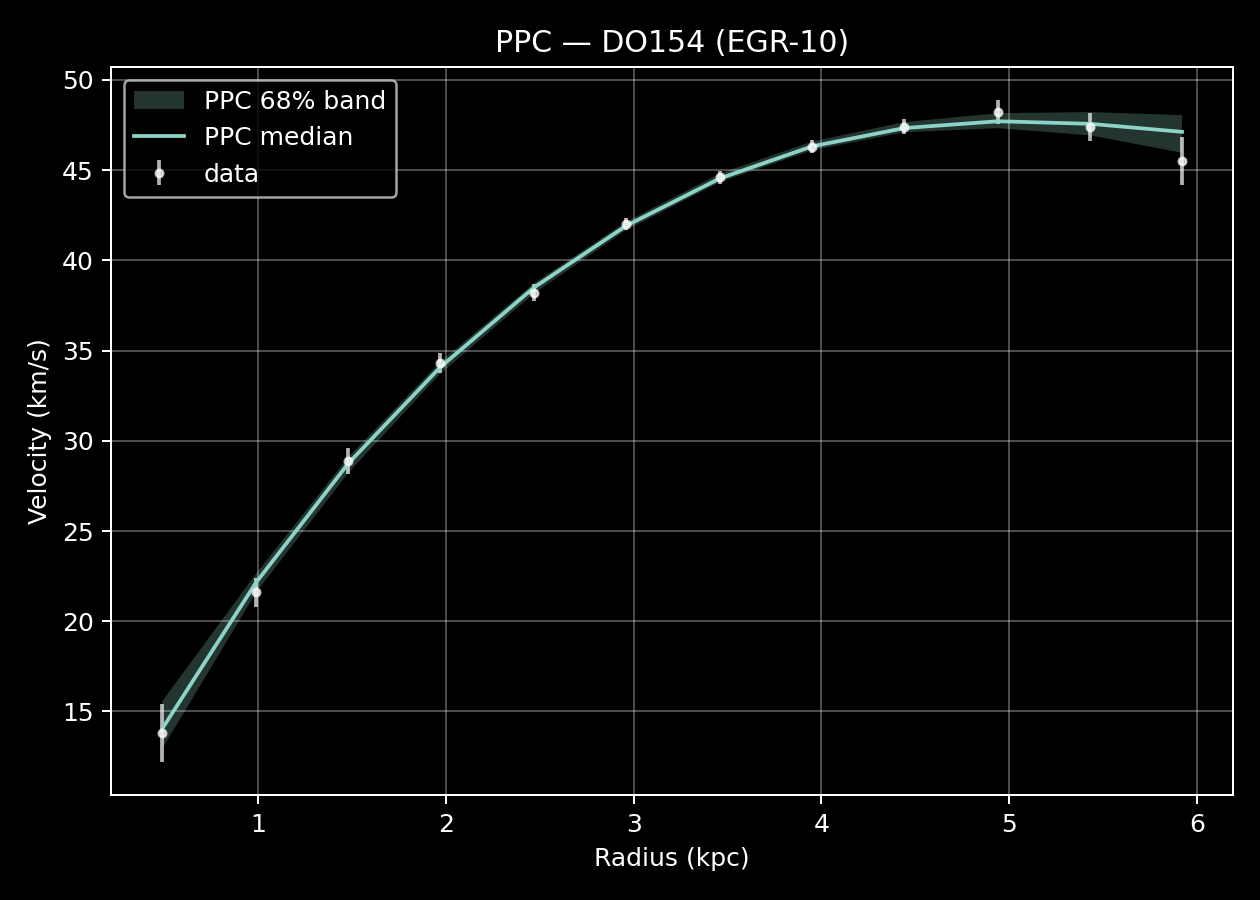 PPC — DO154 (EGR-10)
PPC 68% band
PPC median
data
50
45
40
35
30
25
20
15
Velocity (km/s)
1 2 3 4 5 6
Radius (kpc)